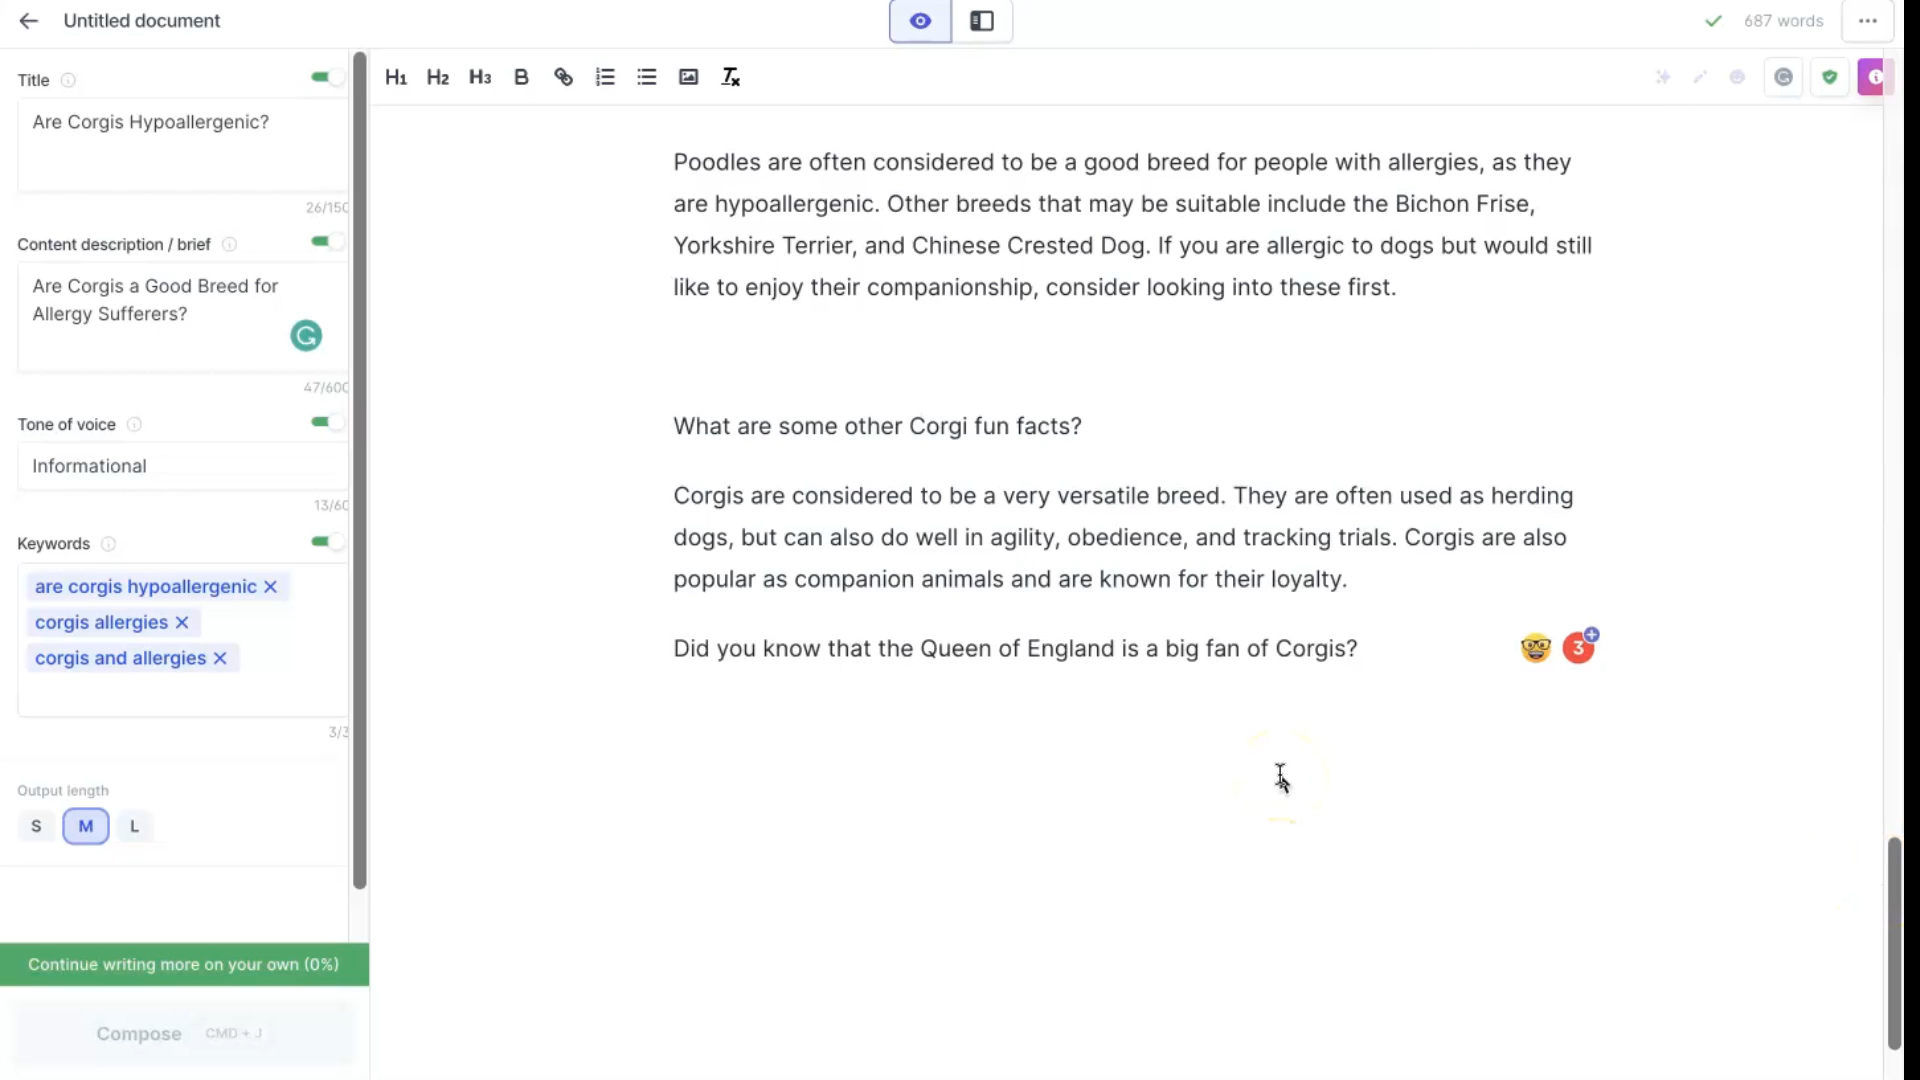 Untitled document
687 words
Title
Are Corgis Hypoallergenic?
26/150
Content description / brief
Are Corgis a Good Breed for
Allergy Sufferers?
47/600
Tone of voice
Informational
13/60
Keywords
are corgis hypoallergenic
corgis allergies
corgis and allergies
3/3
Output length
S M L
Continue writing more on your own (0%)
Compose CMD + J
H1 H2 H3 B
Poodles are often considered to be a good breed for people with allergies, as they
are hypoallergenic. Other breeds that may be suitable include the Bichon Frise,
Yorkshire Terrier, and Chinese Crested Dog. If you are allergic to dogs but would still
like to enjoy their companionship, consider looking into these first.
What are some other Corgi fun facts?
Corgis are considered to be a very versatile breed. They are often used as herding
dogs, but can also do well in agility, obedience, and tracking trials. Corgis are also
popular as companion animals and are known for their loyalty.
Did you know that the Queen of England is a big fan of Corgis?
3